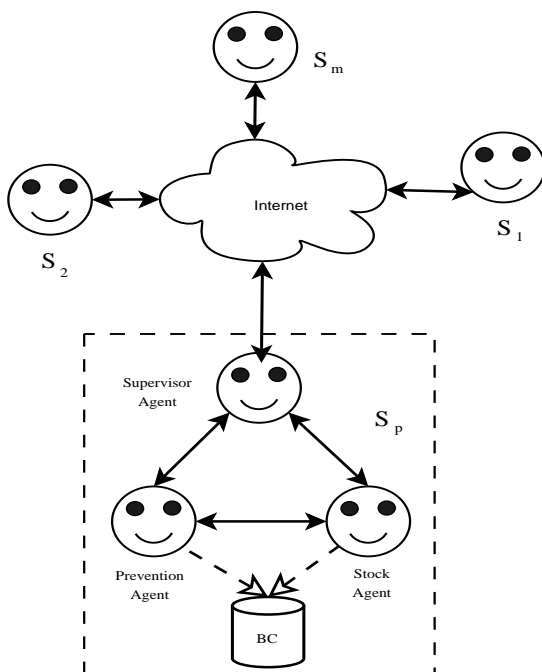 S m
Internet
S 1
S 2
Supervisor
Agent
S p
Prevention
Agent
Stock
Agent
BC